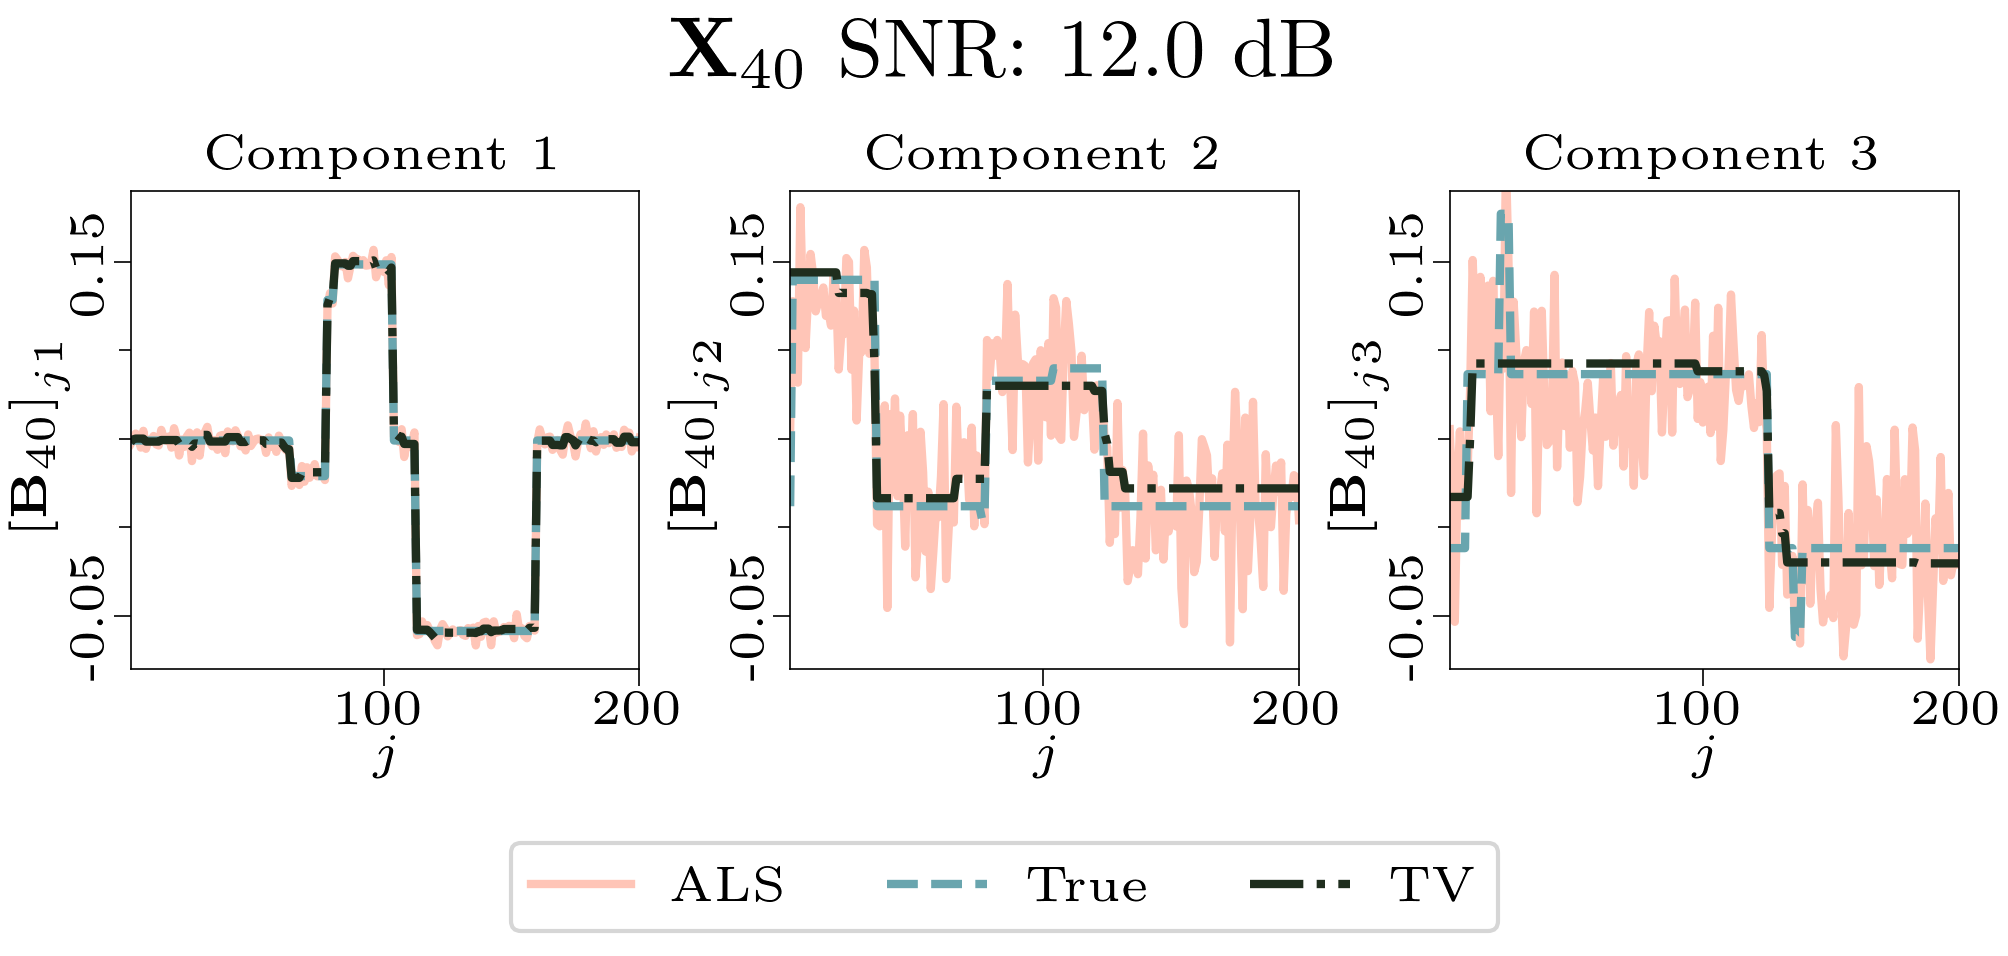 X40 SNR: 12.0 dB
Component 1
Component 2
Component 3
[B40]j1
0.15
-0.05
100
200
j
[B40]j2
0.15
-0.05
100
200
j
[B40]j3
0.15
-0.05
100
200
j
ALS True TV